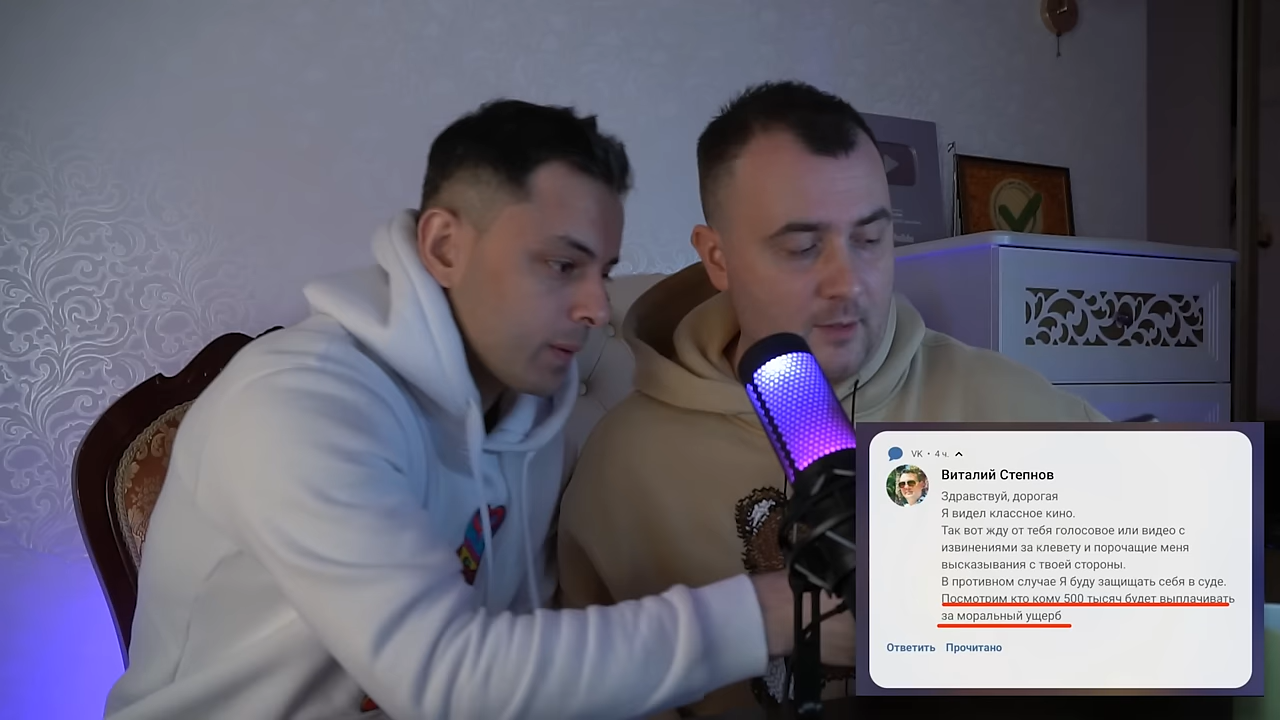 VK • 4 ч.
Виталий Степнов
Здравствуй, дорогая
Я видел классное кино.
Так вот жду от тебя голосовое или видео с
извинениями за клевету и порочащие меня
высказывания с твоей стороны.
В противном случае Я буду защищать себя в суде.
Посмотрим кто кому 500 тысяч будет выплачивать
за моральный ущерб
Ответить Прочитано